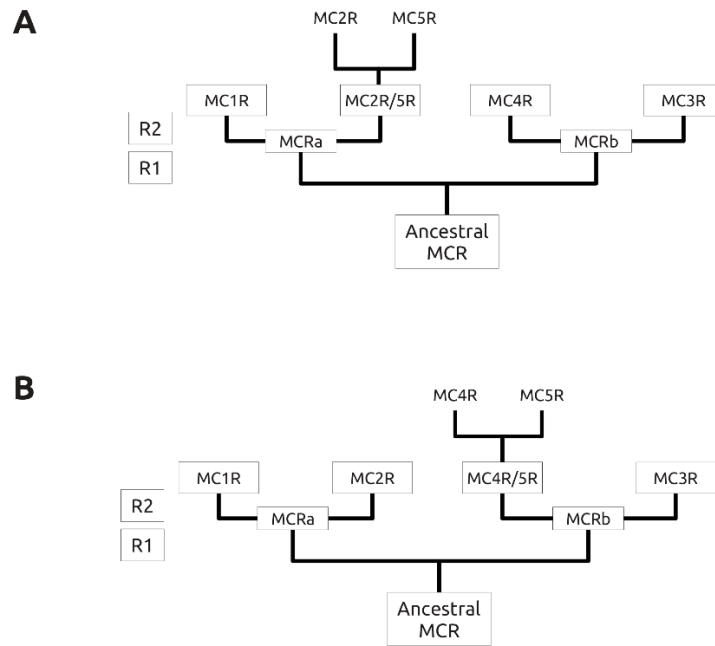 A
MC2R MC5R
MC1R MC2R/5R MC4R MC3R
R2
MCRa MCRb
R1
Ancestral
MCR
B
MC4R MC5R
MC1R MC2R MC4R/5R MC3R
R2
MCRa MCRb
R1
Ancestral
MCR